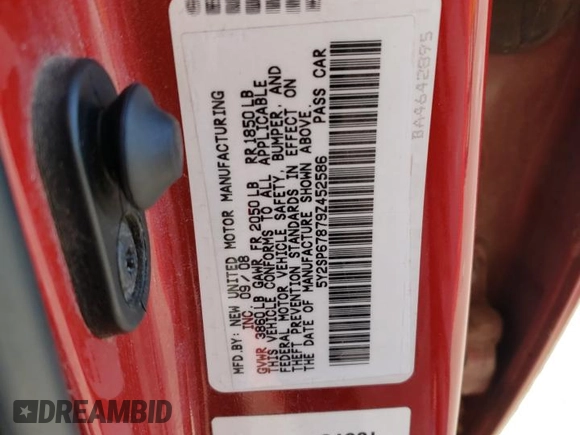 MFD. BY: NEW UNITED MOTOR MANUFACTURING
INC. 09/08
GVWR 3860LB GAWR FR 2050LB RR 1850LB
THIS VEHICLE CONFORMS TO ALL APPLICABLE
FEDERAL MOTOR VEHICLE SAFETY, BUMPER, AND
THEFT PREVENTION STANDARDS IN EFFECT ON
THE DATE OF MANUFACTURE SHOWN ABOVE.
5Y2SP67879Z452586 PASS CAR
BA4642895
DREAMBID